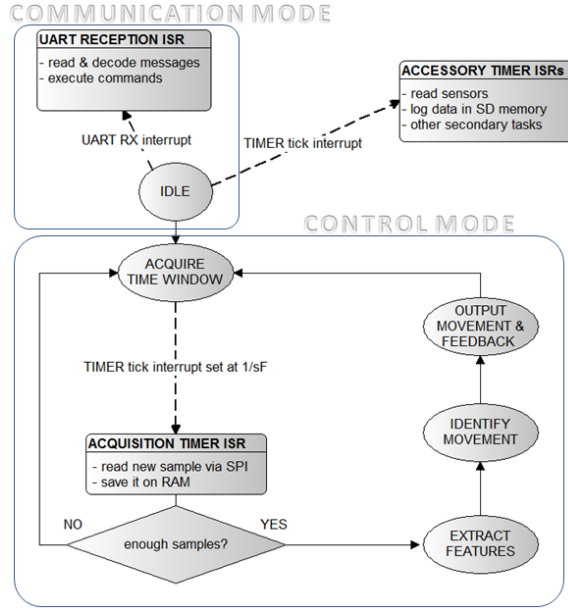 COMMUNICATION MODE
UART RECEPTION ISR
- read & decode messages
- execute commands
ACCESSORY TIMER ISRs
- read sensors
- log data in SD memory
- other secondary tasks
UART RX interrupt
TIMER tick interrupt
IDLE
CONTROL MODE
ACQUIRE
TIME WINDOW
OUTPUT
MOVEMENT &
FEEDBACK
TIMER tick interrupt set at 1/sF
IDENTIFY
MOVEMENT
ACQUISITION TIMER ISR
- read new sample via SPI
- save it on RAM
NO
YES
enough samples?
EXTRACT
FEATURES